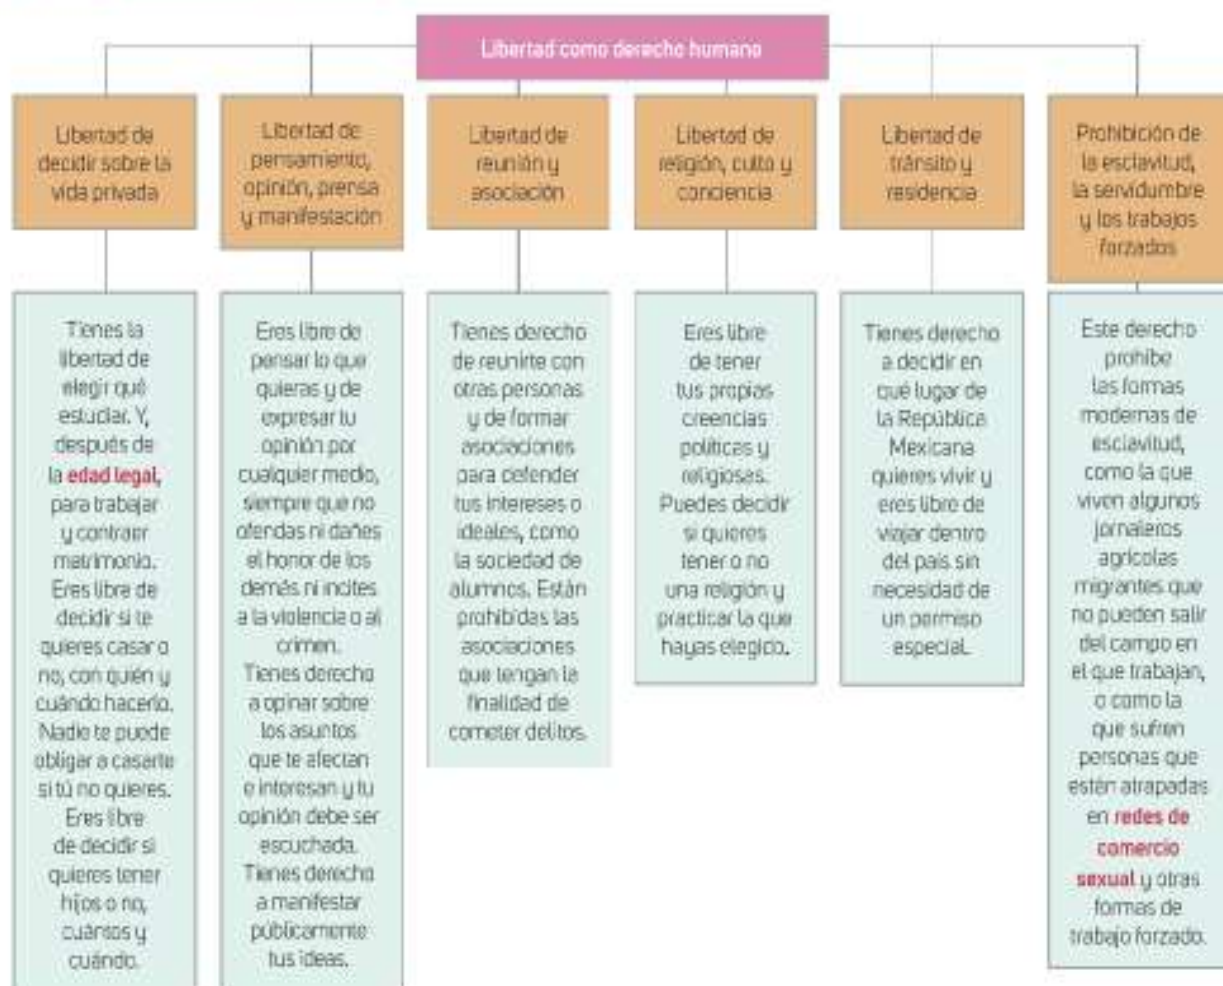 Libertad como derecho humano
Libertad de
decidir sobre la
vida privada
Tienes la
libertad de
elegir qué
estudiar. Y,
después de
la edad legal,
para trabajar
y contraer
matrimonio.
Eres libre de
decidir si te
quieres casar o
no, con quién y
cuándo hacerlo.
Nadie te puede
obligar a casarte
si tú no quieres.
Eres libre
de decidir si
quieres tener
hijos o no,
cuántos y
cuándo.
Libertad de
pensamiento,
opinión, prensa
y manifestación
Eres libre de
pensar lo que
quieras y de
expresar tu
opinión por
cualquier medio,
siempre que no
ofendas ni dañes
el honor de los
demás ni incites
a la violencia o al
crimen.
Tienes derecho
a opinar sobre
los asuntos
que te afectan
e interesan y tu
opinión debe ser
escuchada.
Tienes derecho
a manifestar
públicamente
tus ideas.
Libertad de
reunión y
asociación
Tienes derecho
de reunirte con
otras personas
y de formar
asociaciones
para defender
tus intereses o
ideales, como
la sociedad de
alumnos. Están
prohibidas las
asociaciones
que tengan la
finalidad de
cometer delitos.
Libertad de
religión, culto y
conciencia
Eres libre
de tener
tus propias
creencias
políticas y
religiosas.
Puedes decidir
si quieres
tener o no
una religión y
practicar la que
hayas elegido.
Libertad de
tránsito y
residencia
Tienes derecho
a decidir en
qué lugar de
la República
Mexicana
quieres vivir y
eres libre de
viajar dentro
del país sin
necesidad de
un permiso
especial.
Prohibición de
la esclavitud,
la servidumbre
y los trabajos
forzados
Este derecho
prohíbe
las formas
modernas de
esclavitud,
como la que
viven algunos
jornaleros
agrícolas
migrantes que
no pueden salir
del campo en
el que trabajan,
o como la
que sufren
personas que
están atrapadas
en redes de
comercio
sexual y otras
formas de
trabajo forzado.